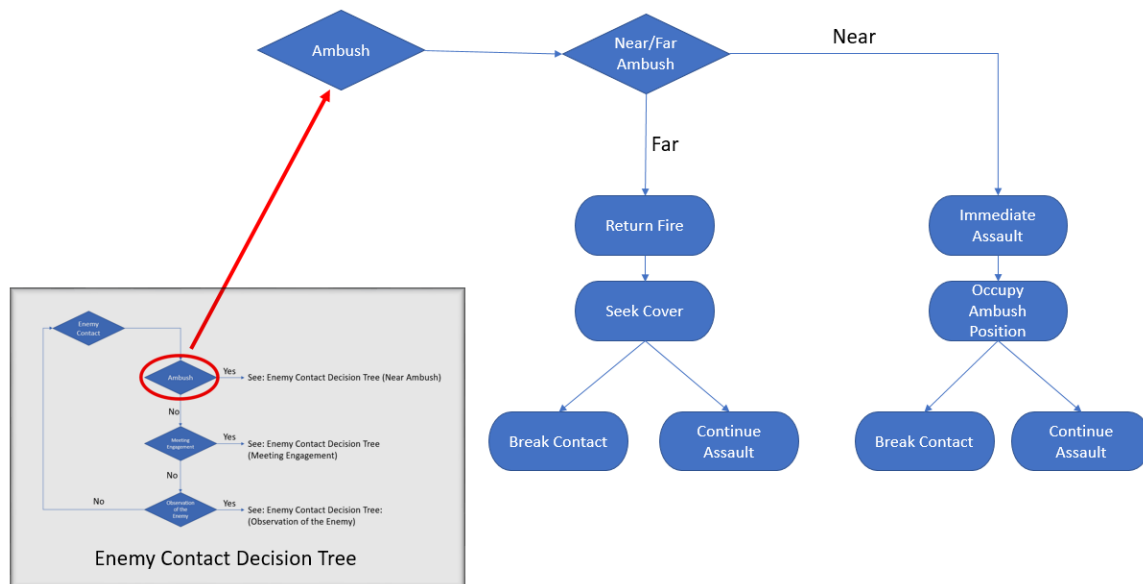 Ambush
Near/Far
Ambush
Near
Far
Return Fire
Immediate
Assault
Seek Cover
Occupy
Ambush
Position
Break Contact
Continue
Assault
Break Contact
Continue
Assault
Enemy
Contact
Ambush
Yes
See: Enemy Contact Decision Tree (Near Ambush)
No
Meeting
Engagement
Yes
See: Enemy Contact Decision Tree
(Meeting Engagement)
No
No
Observation
of the
Enemy
Yes
See: Enemy Contact Decision Tree:
(Observation of the Enemy)
Enemy Contact Decision Tree